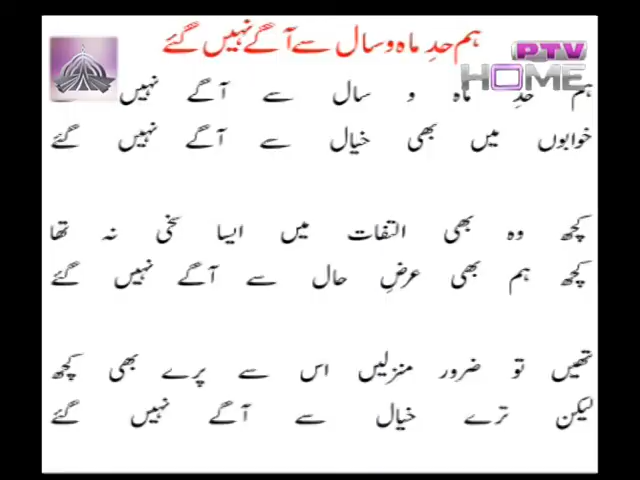 ہم حدِ ماہ و سال سے آگے نہیں گئے
PTV
HOME
ہم حدِ ماہ و سال سے آگے نہیں
خوابوں میں بھی خیال سے آگے نہیں گئے
کچھ وہ بھی التفات میں ایسا سخی نہ تھا
کچھ ہم بھی عرضِ حال سے آگے نہیں گئے
تھیں تو ضرور منزلیں اس سے پرے بھی کچھ
لیکن ترے خیال سے آگے نہیں گئے